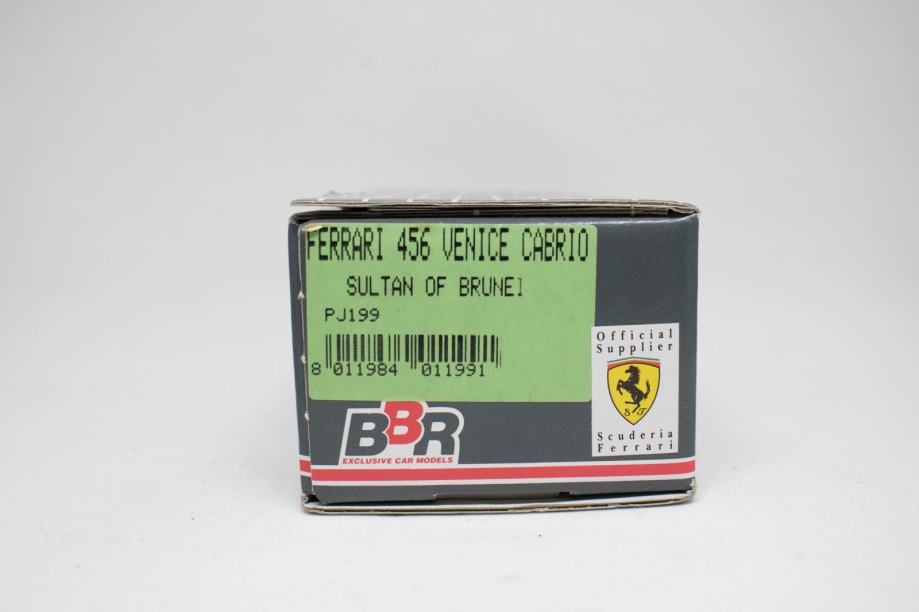 FERRARI 456 VENICE CABRIO
SULTAN OF BRUNEI
PJ199
8 011984 011991
Official
Supplier
SF
Scuderia
Ferrari
BBR
EXCLUSIVE CAR MODELS